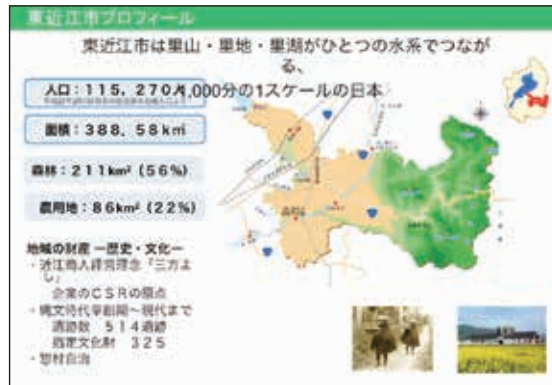 東近江市プロフィール
東近江市は里山・里地・里湖がひとつの水系でつながる、
人口：115，270人
1,000分の1スケールの日本
面積：388．58k㎡
森林：211km²（56％）
農用地：86km²（22％）
地域の財産 ー歴史・文化ー
・近江商人経営理念「三方よし」
企業のCSRの原点
・縄文時代草創期～現代まで
遺跡数 514遺跡
指定文化財 325
・惣村自治